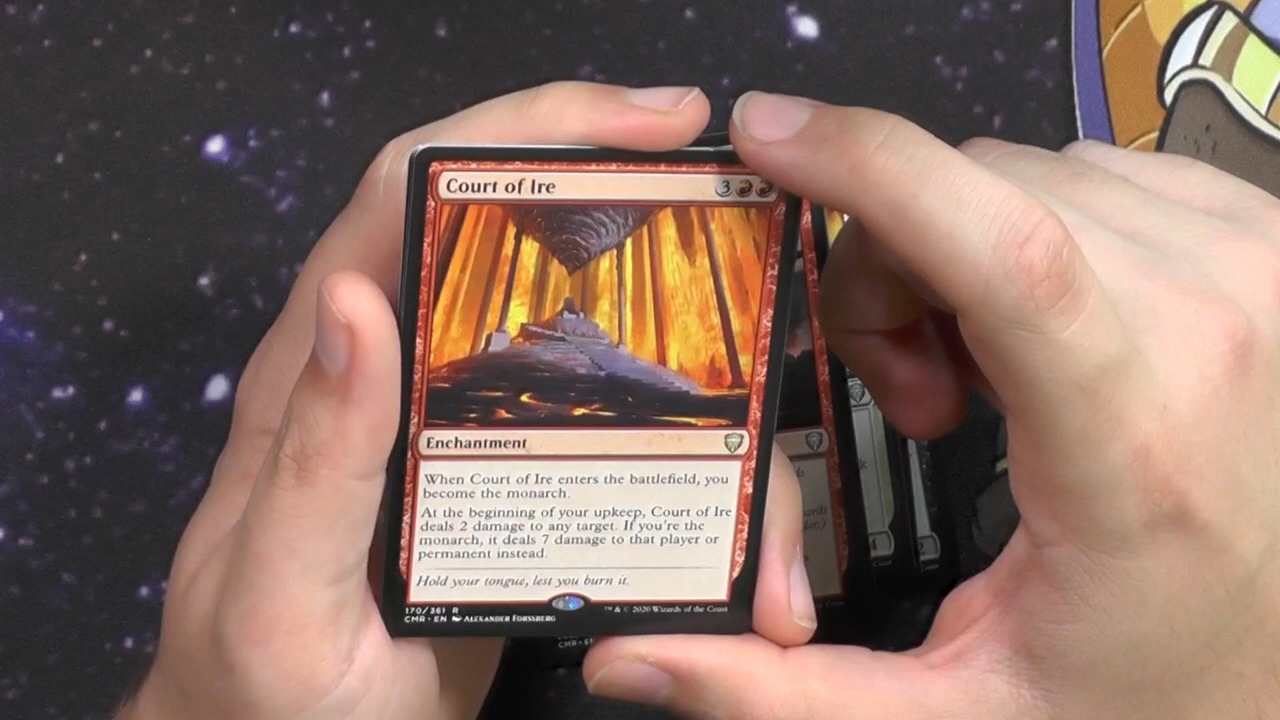 Court of Ire 3
Enchantment
When Court of Ire enters the battlefield, you
become the monarch.
At the beginning of your upkeep, Court of Ire
deals 2 damage to any target. If you're the
monarch, it deals 7 damage to that player or
permanent instead.
Hold your tongue, lest you burn it.
170/361 R
CMR • EN Alexander Forssberg
™ & © 2020 Wizards of the Coast
CMR • EN